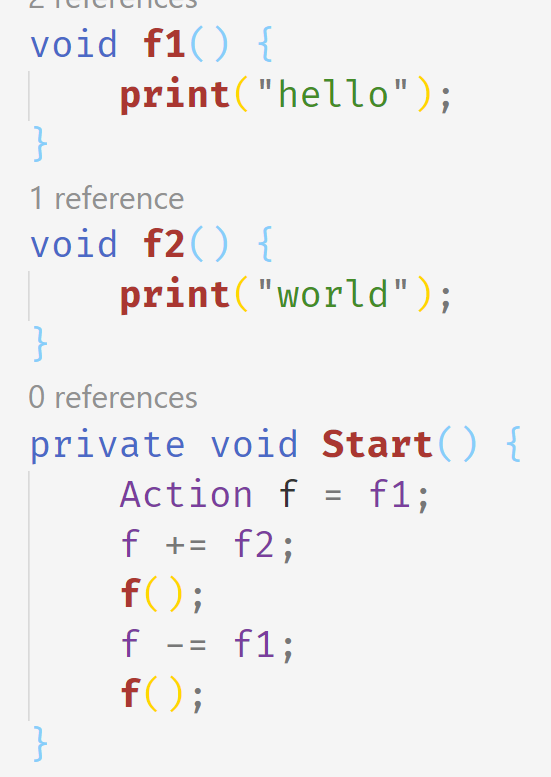 2 references
void f1() {
    print("hello");
}
1 reference
void f2() {
    print("world");
}
0 references
private void Start() {
    Action f = f1;
    f += f2;
    f();
    f -= f1;
    f();
}